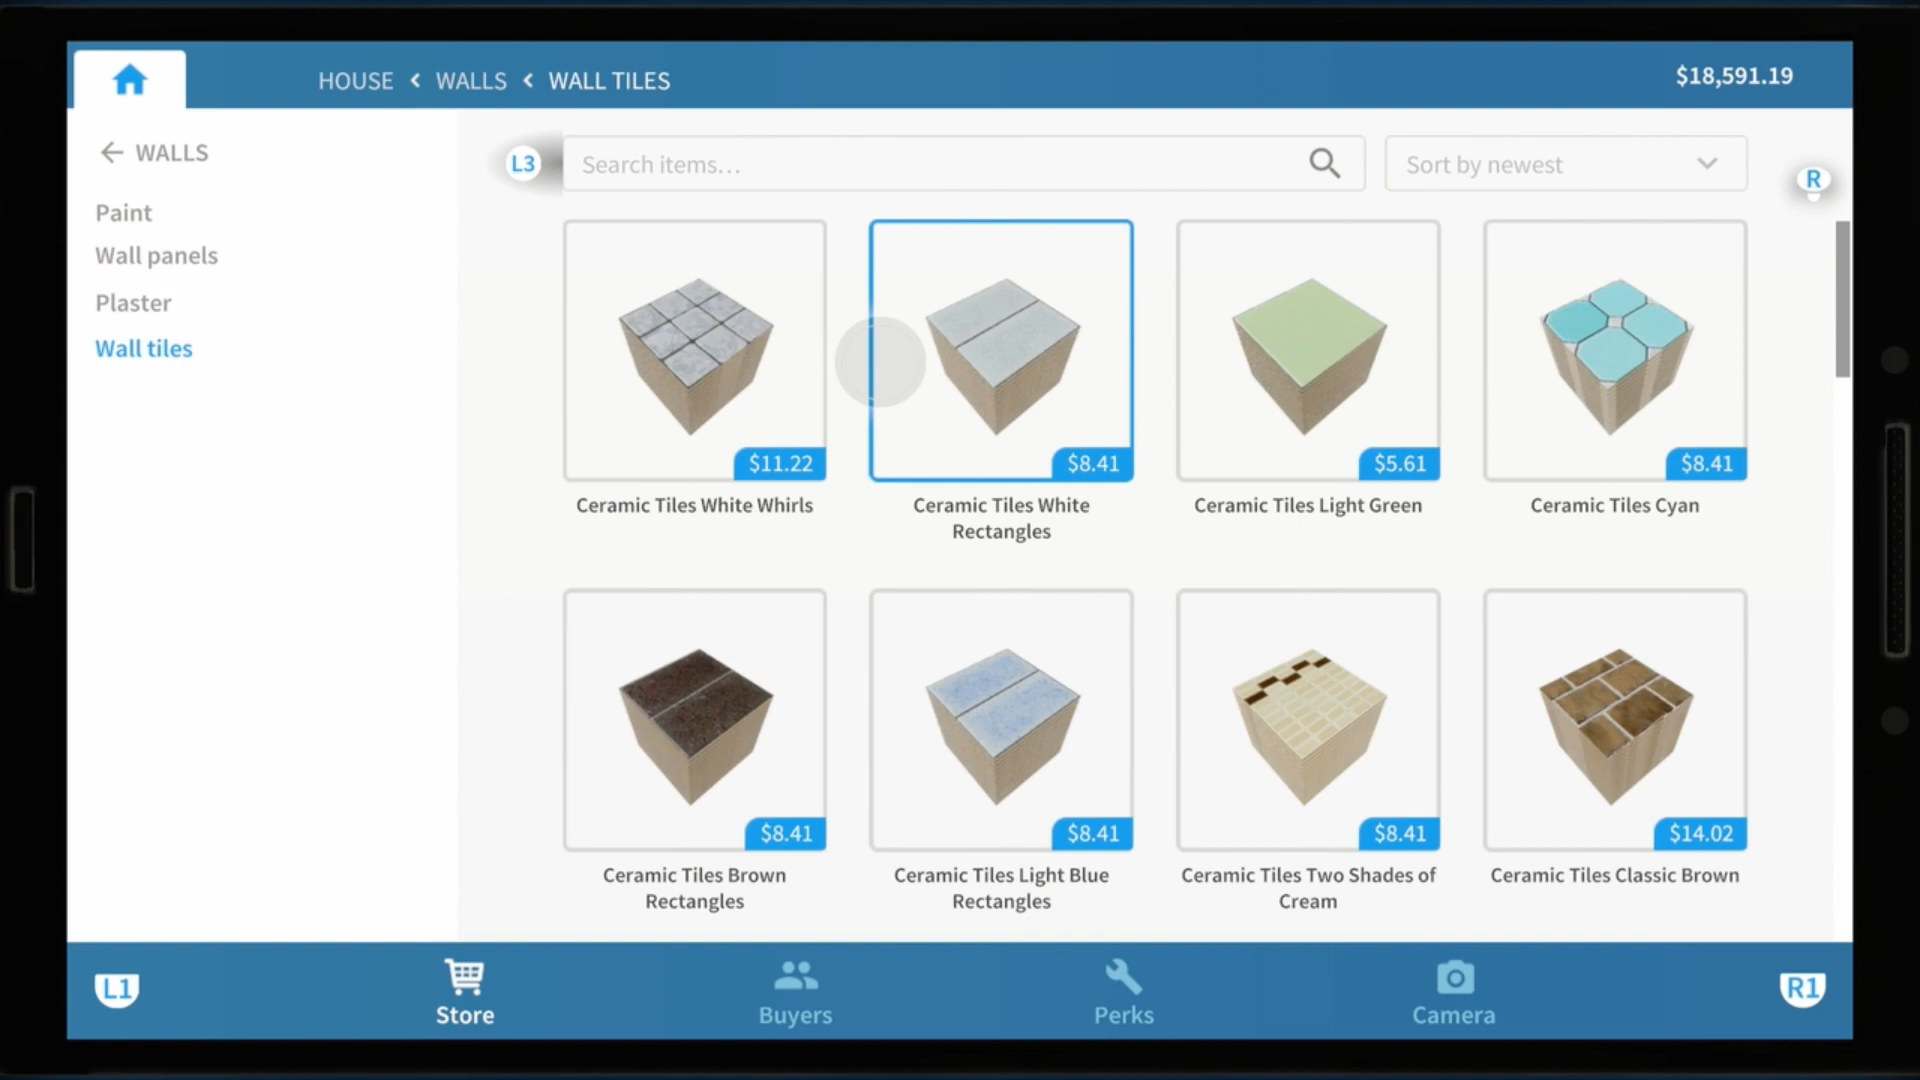 HOUSE < WALLS < WALL TILES
$18,591.19
WALLS
Paint
Wall panels
Plaster
Wall tiles
L3
Search items...
Sort by newest
R
$11.22
$8.41
$5.61
$8.41
Ceramic Tiles White Whirls
Ceramic Tiles White
Rectangles
Ceramic Tiles Light Green
Ceramic Tiles Cyan
$8.41
$8.41
$8.41
$14.02
Ceramic Tiles Brown
Rectangles
Ceramic Tiles Light Blue
Rectangles
Ceramic Tiles Two Shades of
Cream
Ceramic Tiles Classic Brown
L1
Store
Buyers
Perks
Camera
R1